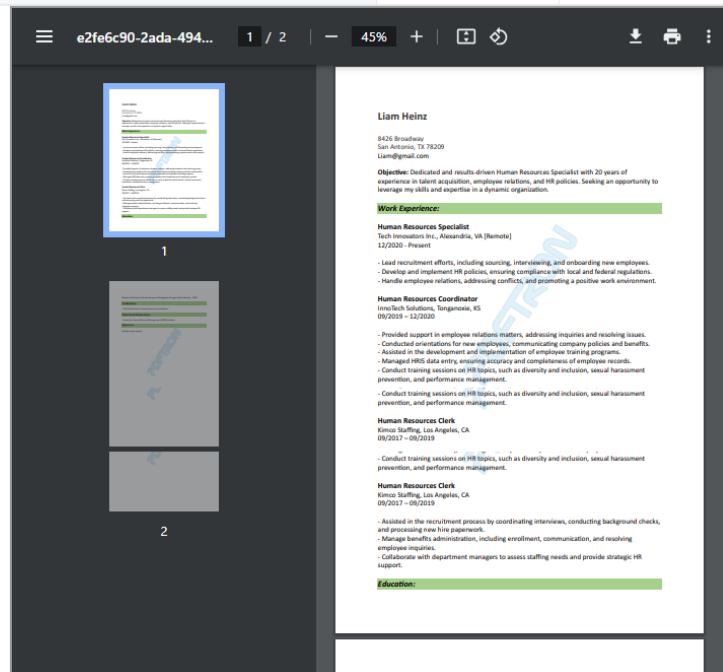 e2fe6c90-2ada-494... 1 / 2 45%
1
2
Liam Heinz
8426 Broadway
San Antonio, TX 78209
Liam@gmail.com
Objective: Dedicated and results-driven Human Resources Specialist with 20 years of
experience in talent acquisition, employee relations, and HR policies. Seeking an opportunity to
leverage my skills and expertise in a dynamic organization.
Work Experience:
Human Resources Specialist
Tech Innovators Inc., Alexandria, VA [Remote]
12/2020 - Present
- Lead recruitment efforts, including sourcing, interviewing, and onboarding new employees.
- Develop and implement HR policies, ensuring compliance with local and federal regulations.
- Handle employee relations, addressing conflicts, and promoting a positive work environment.
Human Resources Coordinator
InnoTech Solutions, Tonganoxie, KS
09/2019 – 12/2020
- Provided support in employee relations matters, addressing inquiries and resolving issues.
- Conducted orientations for new employees, communicating company policies and benefits.
- Assisted in the development and implementation of employee training programs.
- Managed HRIS data entry, ensuring accuracy and completeness of employee records.
- Conduct training sessions on HR topics, such as diversity and inclusion, sexual harassment
prevention, and performance management.
- Conduct training sessions on HR topics, such as diversity and inclusion, sexual harassment
prevention, and performance management.
Human Resources Clerk
Kimco Staffing, Los Angeles, CA
09/2017 – 09/2019
- Conduct training sessions on HR topics, such as diversity and inclusion, sexual harassment
prevention, and performance management.
Human Resources Clerk
Kimco Staffing, Los Angeles, CA
09/2017 – 09/2019
- Assisted in the recruitment process by coordinating interviews, conducting background checks,
and processing new hire paperwork.
- Manage benefits administration, including enrollment, communication, and resolving
employee inquiries.
- Collaborate with department managers to assess staffing needs and provide strategic HR
support.
Education: